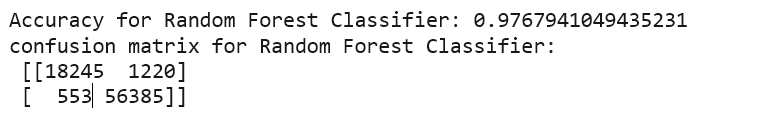 Accuracy for Random Forest Classifier: 0.9767941049435231
confusion matrix for Random Forest Classifier:
[[18245  1220]
[  553 56385]]